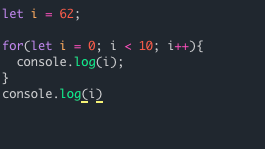 let i = 62;
for(let i = 0; i < 10; i++){
  console.log(i);
}
console.log(i)